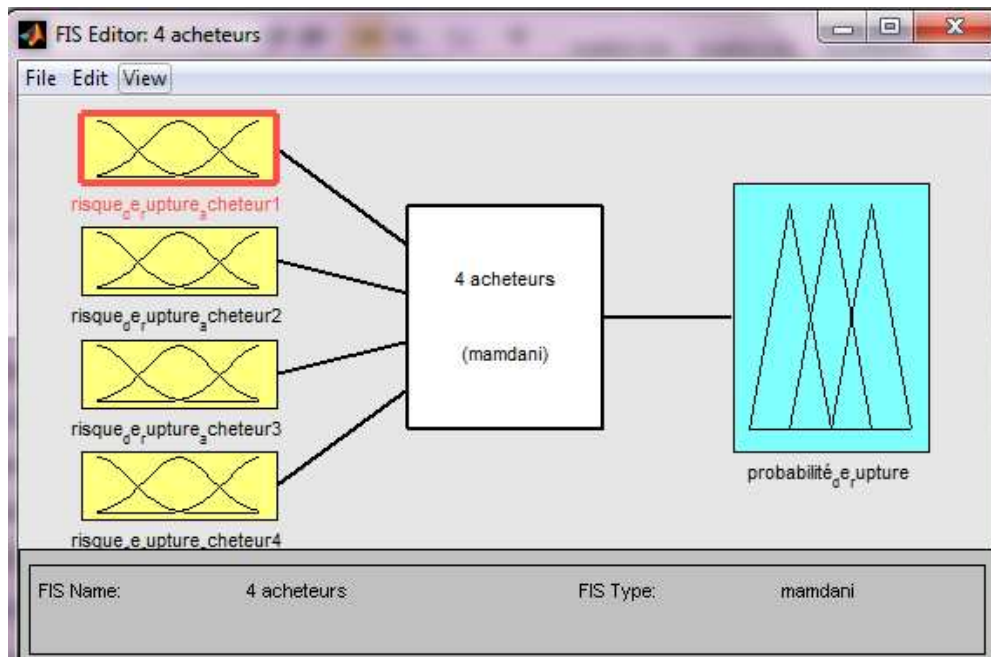 FIS Editor: 4 acheteurs
File Edit View
risque_de_rupture_acheteur1
risque_de_rupture_acheteur2
risque_de_rupture_acheteur3
risque_e_upture_cheteur4
4 acheteurs
(mamdani)
probabilité_de_rupture
FIS Name: 4 acheteurs FIS Type: mamdani